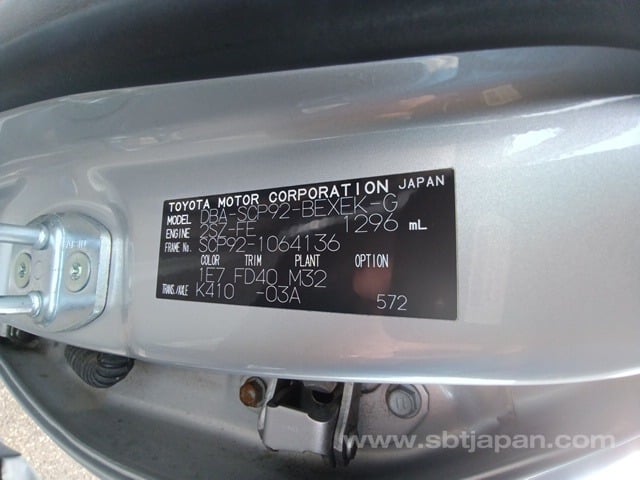 TOYOTA MOTOR CORPORATION JAPAN
MODEL DBA-SCP92-BEXEK-G
ENGINE 2SZ-FE 1296 mL
FRAME No. SCP92-1064136
COLOR TRIM PLANT OPTION
1E7 FD40 M32
TRANS./AXLE K410 -03A 572
www.sbtjapan.com